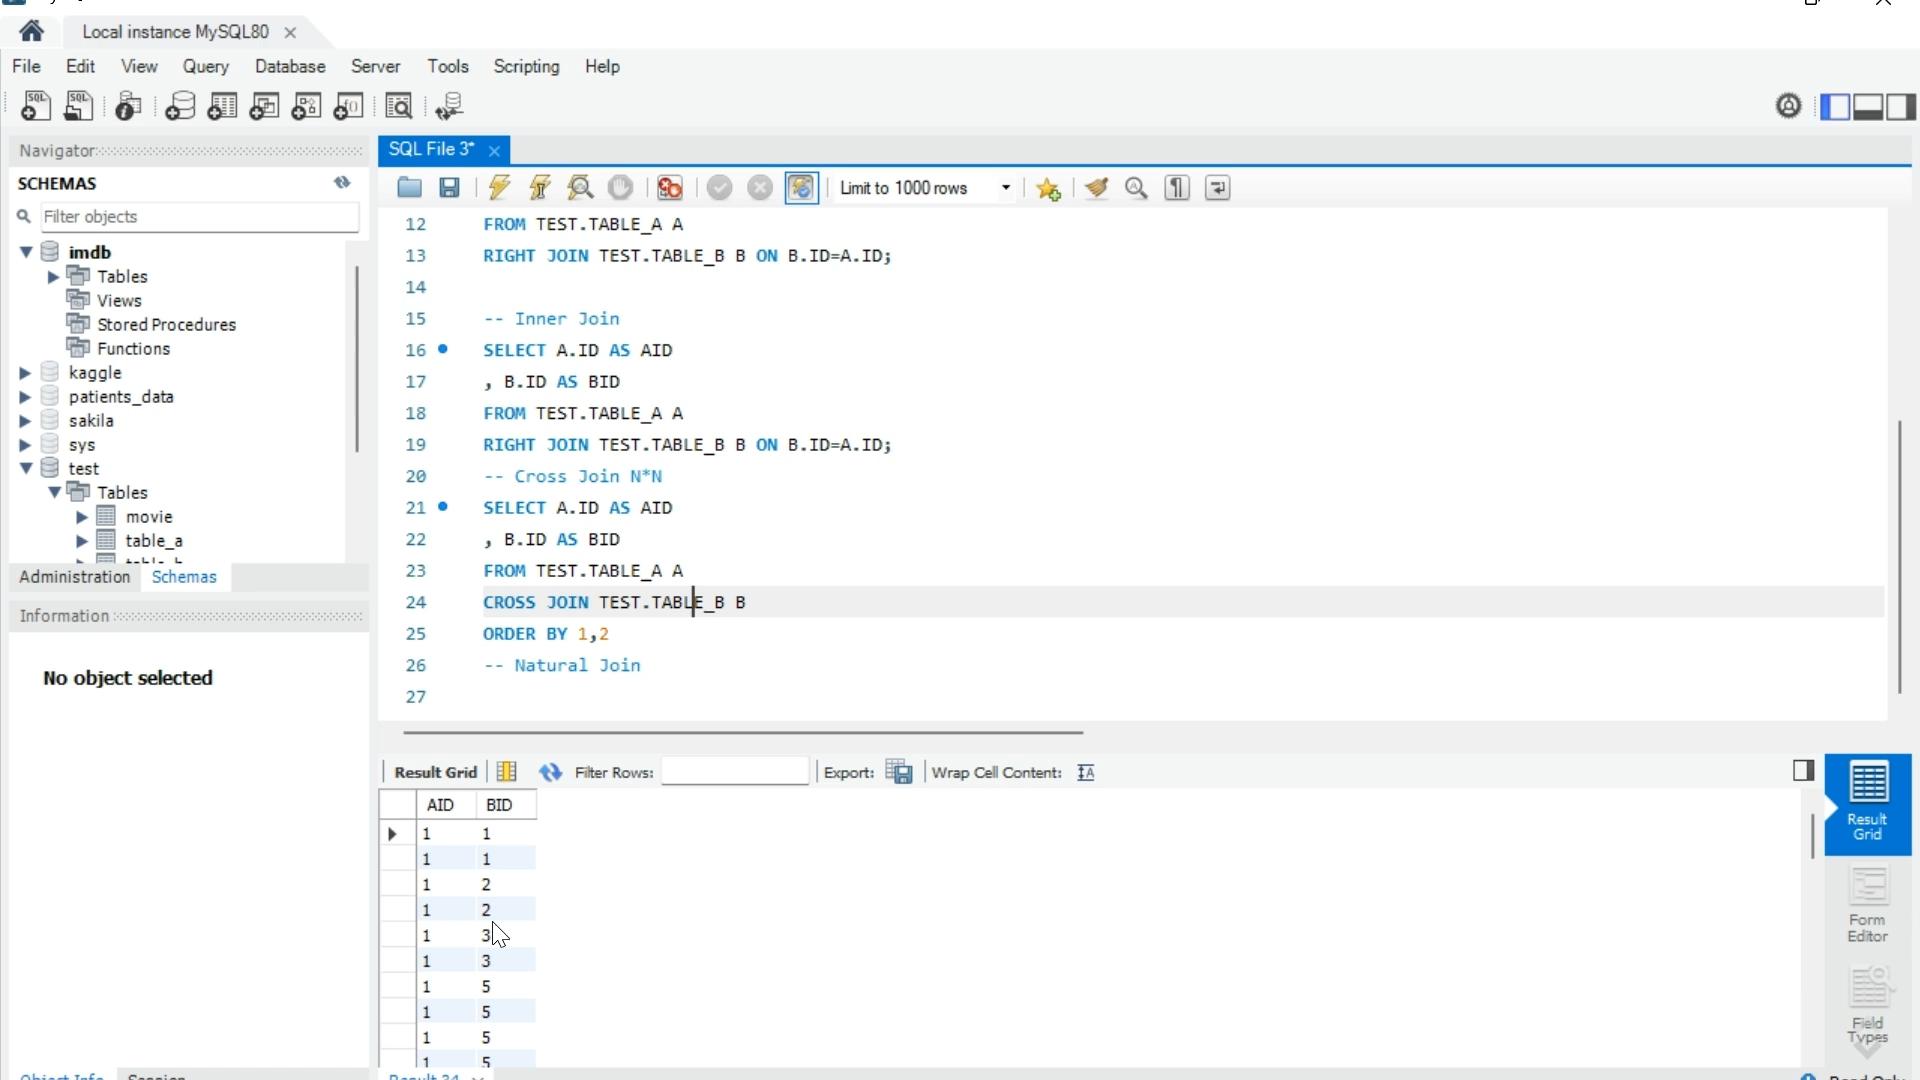 Local instance MySQL80
File Edit View Query Database Server Tools Scripting Help
Navigator
SCHEMAS
Filter objects
imdb
Tables
Views
Stored Procedures
Functions
kaggle
patients_data
sakila
sys
test
Tables
movie
table_a
Administration Schemas
Information
No object selected
SQL File 3*
Limit to 1000 rows
12 FROM TEST.TABLE_A A
13 RIGHT JOIN TEST.TABLE_B B ON B.ID=A.ID;
14
15 -- Inner Join
16 SELECT A.ID AS AID
17 , B.ID AS BID
18 FROM TEST.TABLE_A A
19 RIGHT JOIN TEST.TABLE_B B ON B.ID=A.ID;
20 -- Cross Join N*N
21 SELECT A.ID AS AID
22 , B.ID AS BID
23 FROM TEST.TABLE_A A
24 CROSS JOIN TEST.TABLE_B B
25 ORDER BY 1,2
26 -- Natural Join
27
Result Grid Filter Rows: Export: Wrap Cell Content:
AID BID
1 1
1 1
1 2
1 2
1 3
1 3
1 5
1 5
1 5
1 5
Result
Grid
Form
Editor
Field
Types